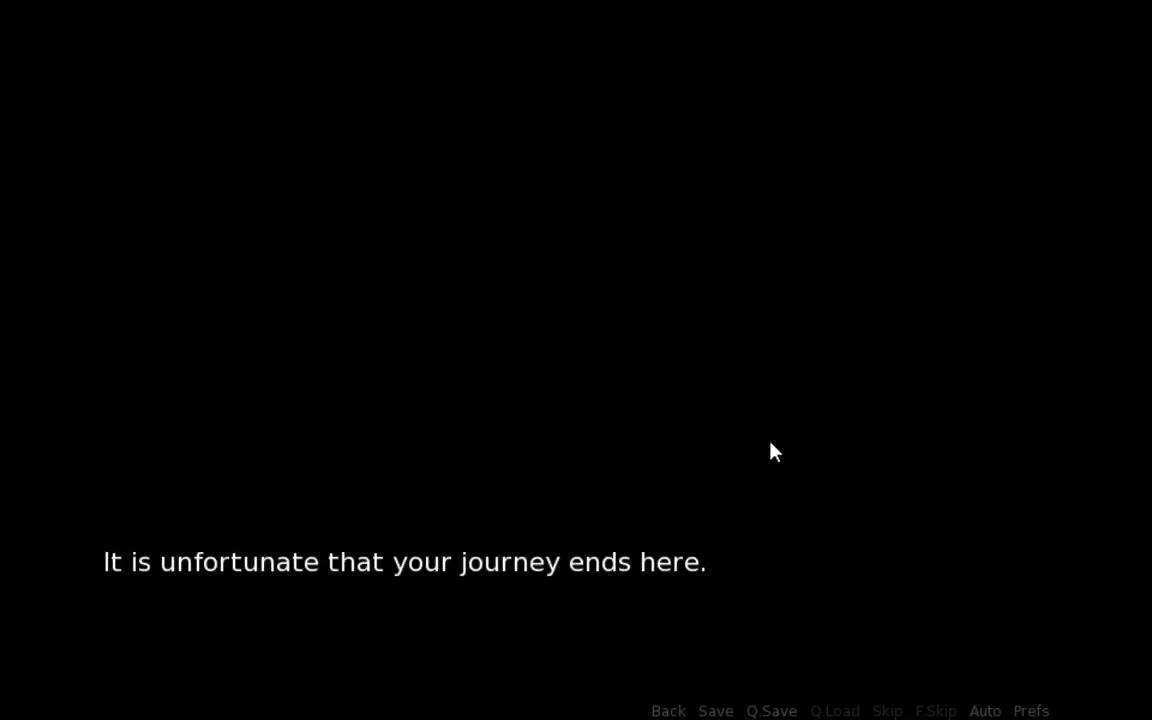 It is unfortunate that your journey ends here.
Back Save Q.Save Q.Load Skip F.Skip Auto Prefs